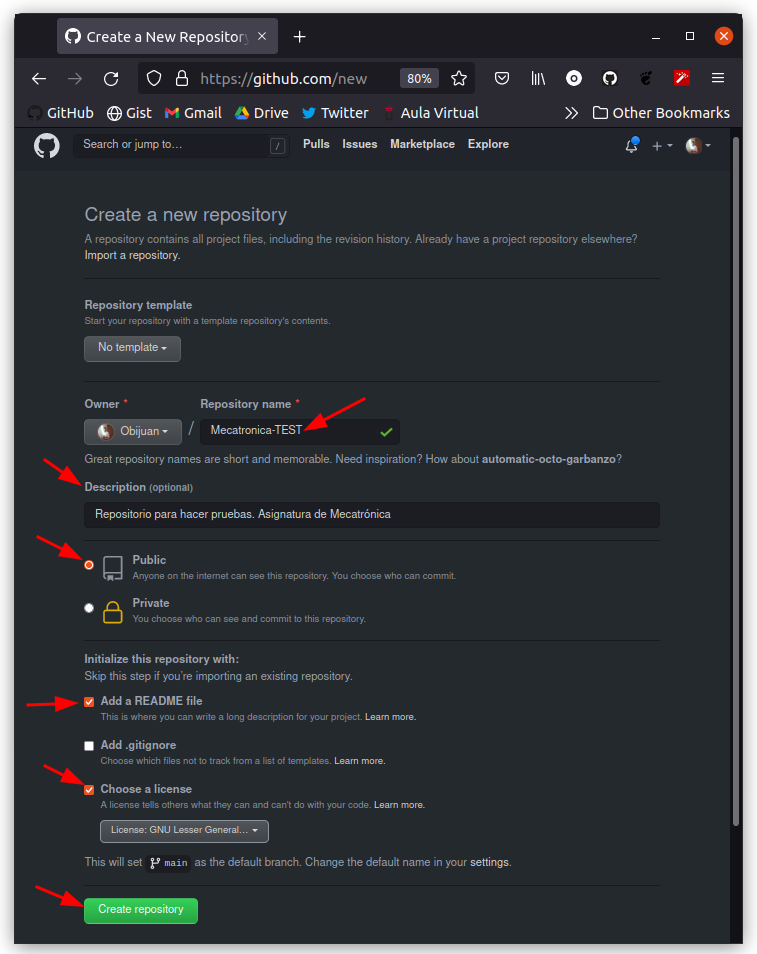 Create a New Repository
https://github.com/new 80%
GitHub Gist Gmail Drive Twitter Aula Virtual Other Bookmarks
Search or jump to… / Pulls Issues Marketplace Explore
Create a new repository
A repository contains all project files, including the revision history. Already have a project repository elsewhere?
Import a repository.
Repository template
Start your repository with a template repository's contents.
No template
Owner * Repository name *
Obijuan / Mecatronica-TEST
Great repository names are short and memorable. Need inspiration? How about automatic-octo-garbanzo?
Description (optional)
Repositorio para hacer pruebas. Asignatura de Mecatrónica
Public
Anyone on the internet can see this repository. You choose who can commit.
Private
You choose who can see and commit to this repository.
Initialize this repository with:
Skip this step if you're importing an existing repository.
Add a README file
This is where you can write a long description for your project. Learn more.
Add .gitignore
Choose which files not to track from a list of templates. Learn more.
Choose a license
A license tells others what they can and can't do with your code. Learn more.
License: GNU Lesser General…
This will set main as the default branch. Change the default name in your settings.
Create repository